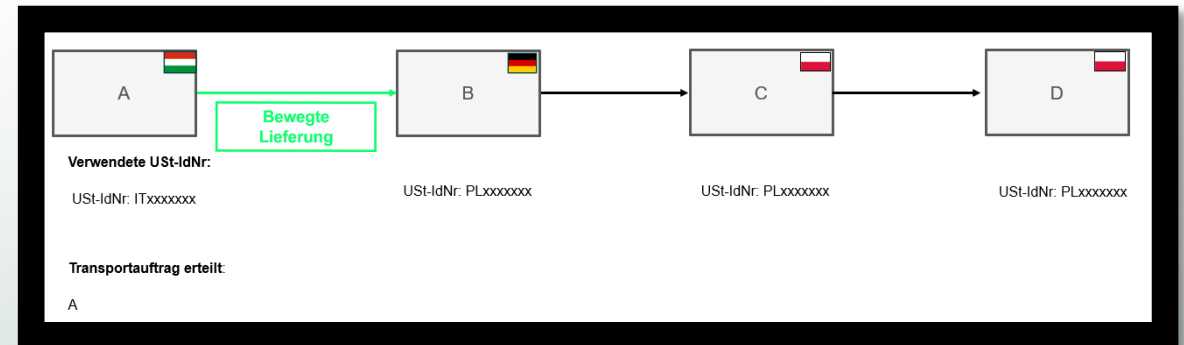 A
B
C
D
Bewegte
Lieferung
Verwendete USt-IdNr:
USt-IdNr: ITxxxxxxx
USt-IdNr: PLxxxxxxx
USt-IdNr: PLxxxxxxx
USt-IdNr: PLxxxxxxx
Transportauftrag erteilt:
A